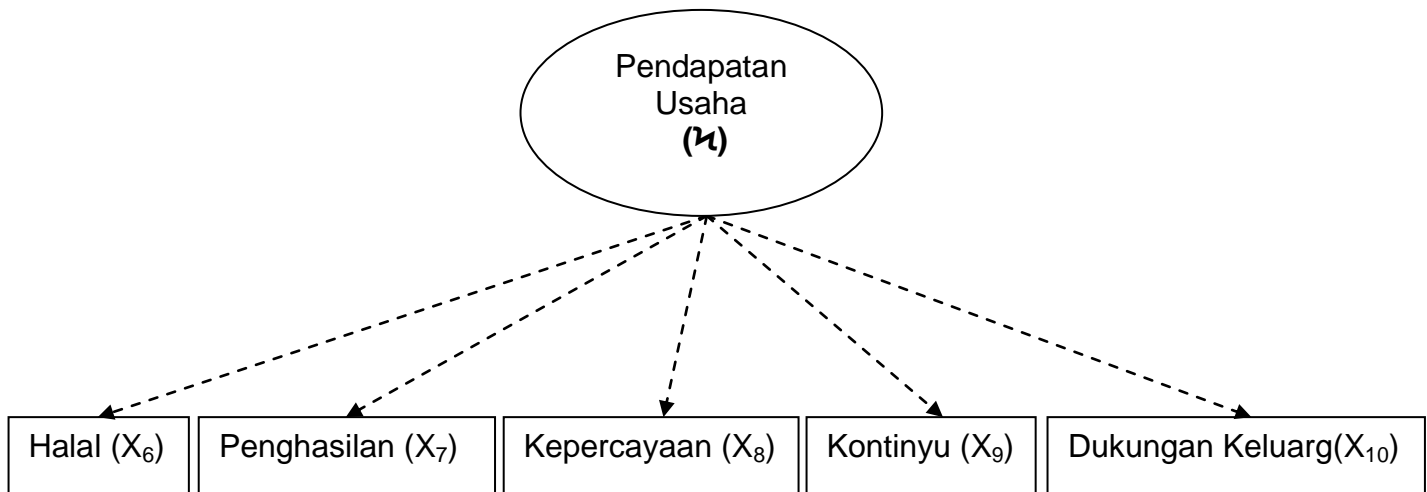 Pendapatan
Usaha
(ϟ)
Halal (X₆)
Penghasilan (X₇)
Kepercayaan (X₈)
Kontinyu (X₉)
Dukungan Keluarg(X₁₀)